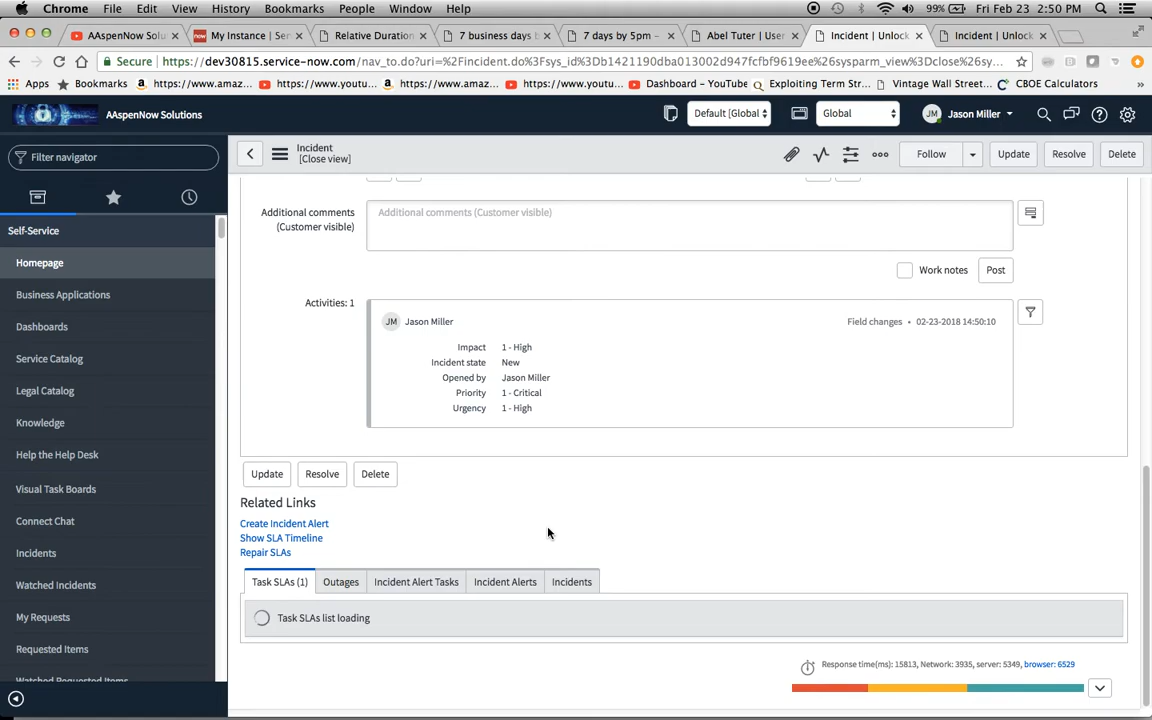 Chrome File Edit View History Bookmarks People Window Help 99% Fri Feb 23 2:50 PM
AAspenNow Solutions × My Instance | Ser × Relative Duration × 7 business days b × 7 days by 5pm – × Abel Tuter | User × Incident | Unlock × Incident | Unlock ×
Secure https://dev30815.service-now.com/nav_to.do?uri=%2Fincident.do%3Fsys_id%3Db1421190dba013002d947fcfbf9619ee%26sysparm_view%3Dclose%26sy...
Apps Bookmarks https://www.amaz... https://www.youtu... https://www.amaz... https://www.youtu... Dashboard – YouTube Exploiting Term Str... Vintage Wall Street... CBOE Calculators »
AAspenNow Solutions Default [Global Global JM Jason Miller
Filter navigator
Incident
[Close view]
Follow Update Resolve Delete
Self-Service
Homepage
Business Applications
Dashboards
Service Catalog
Legal Catalog
Knowledge
Help the Help Desk
Visual Task Boards
Connect Chat
Incidents
Watched Incidents
My Requests
Requested Items
Watched Requested Items
Additional comments
(Customer visible)
Additional comments (Customer visible)
Work notes Post
Activities: 1
JM Jason Miller Field changes • 02-23-2018 14:50:10
Impact 1 - High
Incident state New
Opened by Jason Miller
Priority 1 - Critical
Urgency 1 - High
Update Resolve Delete
Related Links
Create Incident Alert
Show SLA Timeline
Repair SLAs
Task SLAs (1) Outages Incident Alert Tasks Incident Alerts Incidents
Task SLAs list loading
Response time(ms): 15813, Network: 3935, server: 5349, browser: 6529